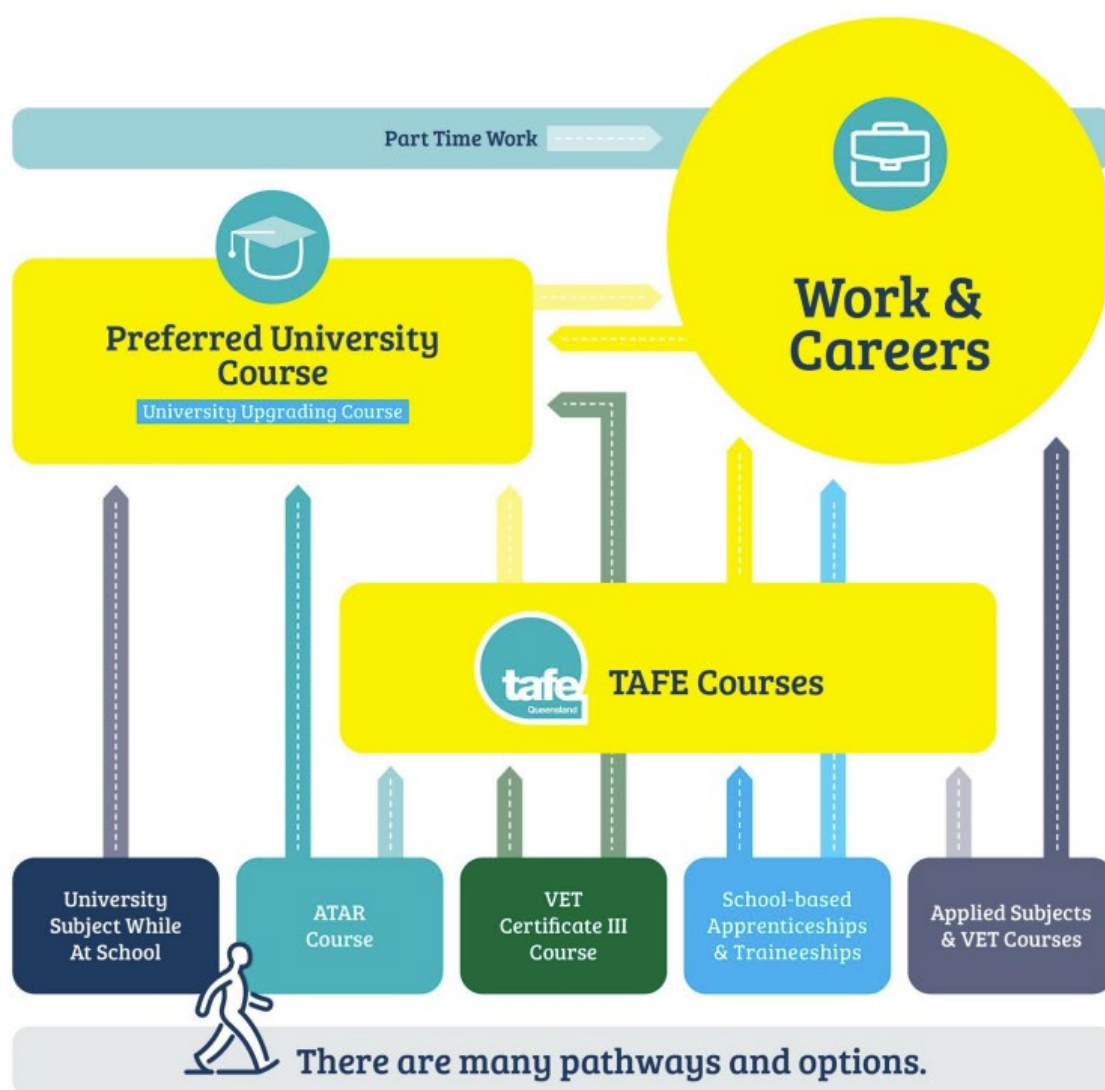 Part Time Work
Work &
Careers
Preferred University
Course
University Upgrading Course
tafe
Queensland
TAFE Courses
University
Subject While
At School
ATAR
Course
VET
Certificate III
Course
School-based
Apprenticeships
& Traineeships
Applied Subjects
& VET Courses
There are many pathways and options.